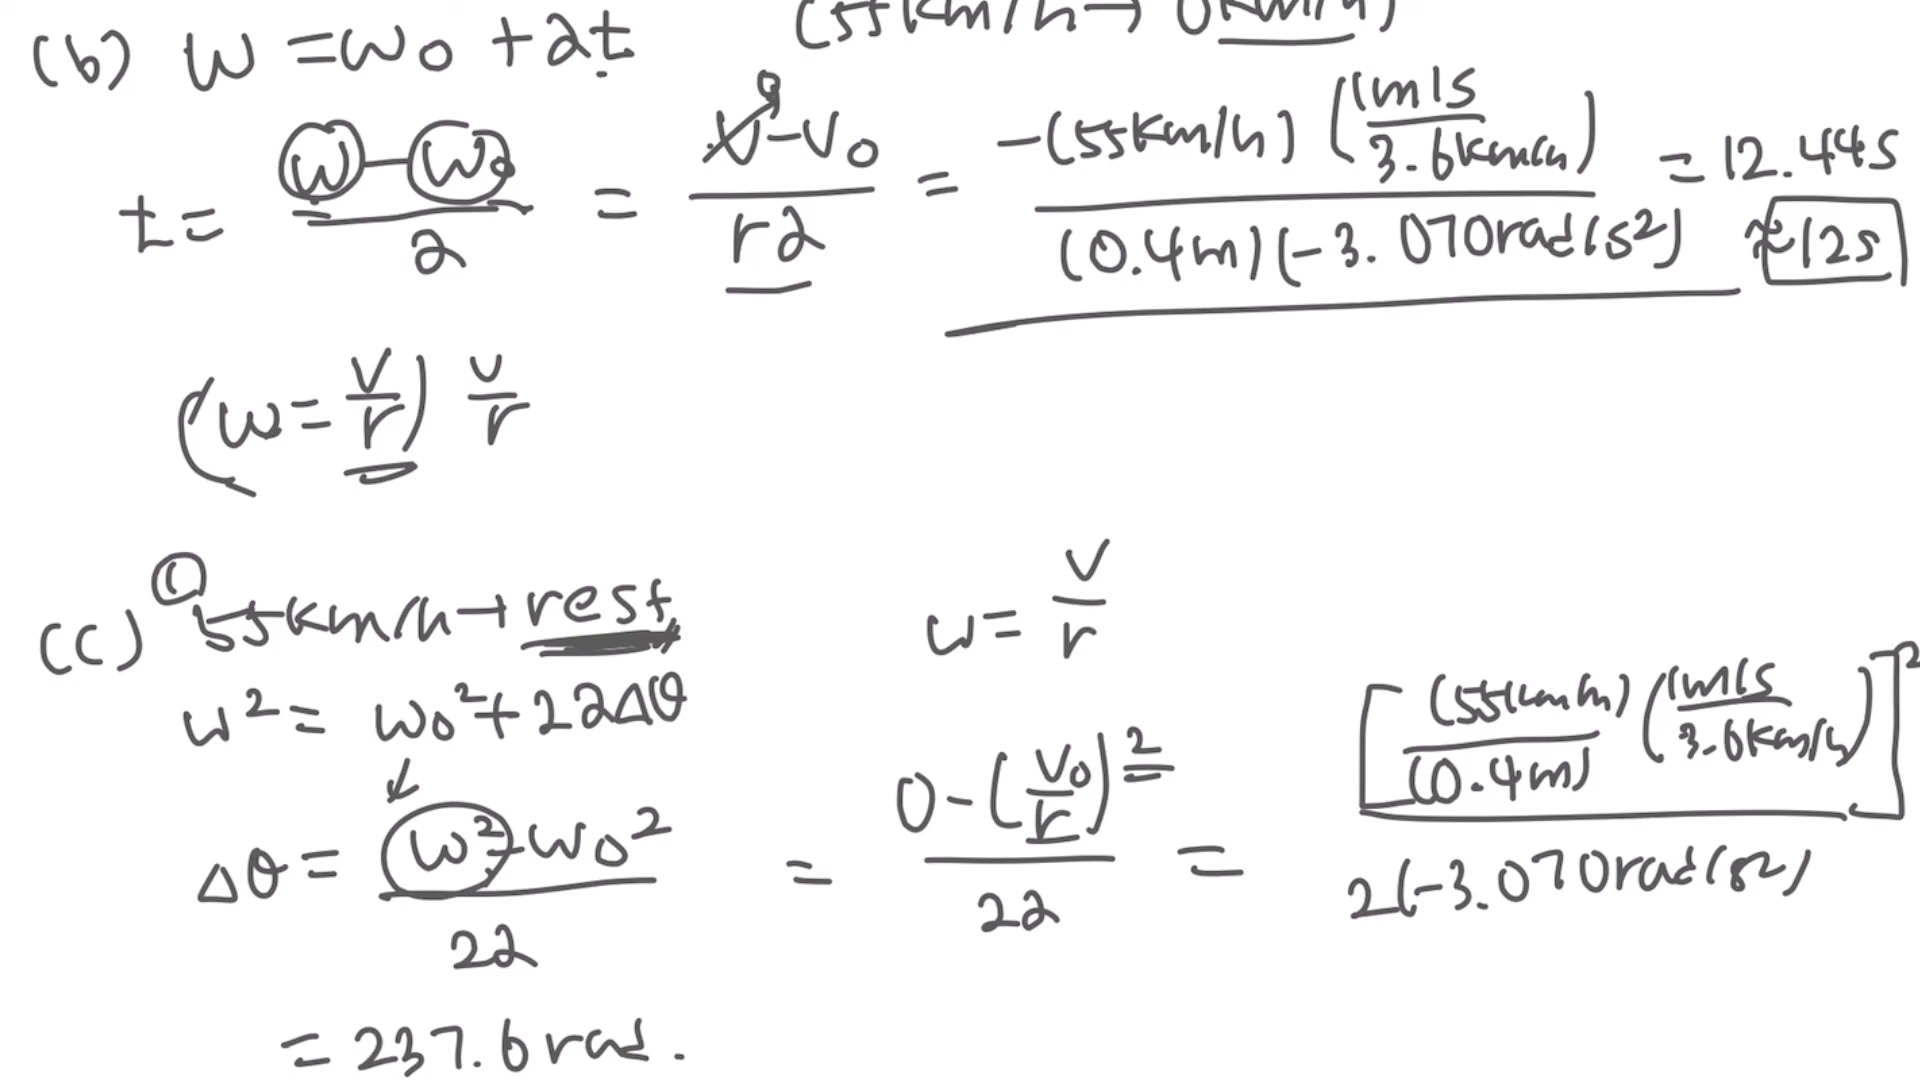 (55km/h→ 0km/h)
(b) ω = ω₀ + αt
t = (ω - ω₀)/α = (v⁰ - v₀)/(rα) = -(55km/h)(1m/s / 3.6km/h) / (0.4m)(-3.070rad/s²) = 12.44s
≈12s
(ω = v/r) v/r
(c) ① 55km/h → rest
ω = v/r
ω² = ω₀² + 2αΔθ
Δθ = (ω² - ω₀²)/2α = (0 - (v₀/r)²)/2α = [(55km/h)/(0.4m) (1m/s / 3.6km/h)]² / 2(-3.070rad/s²)
= 237.6 rad.